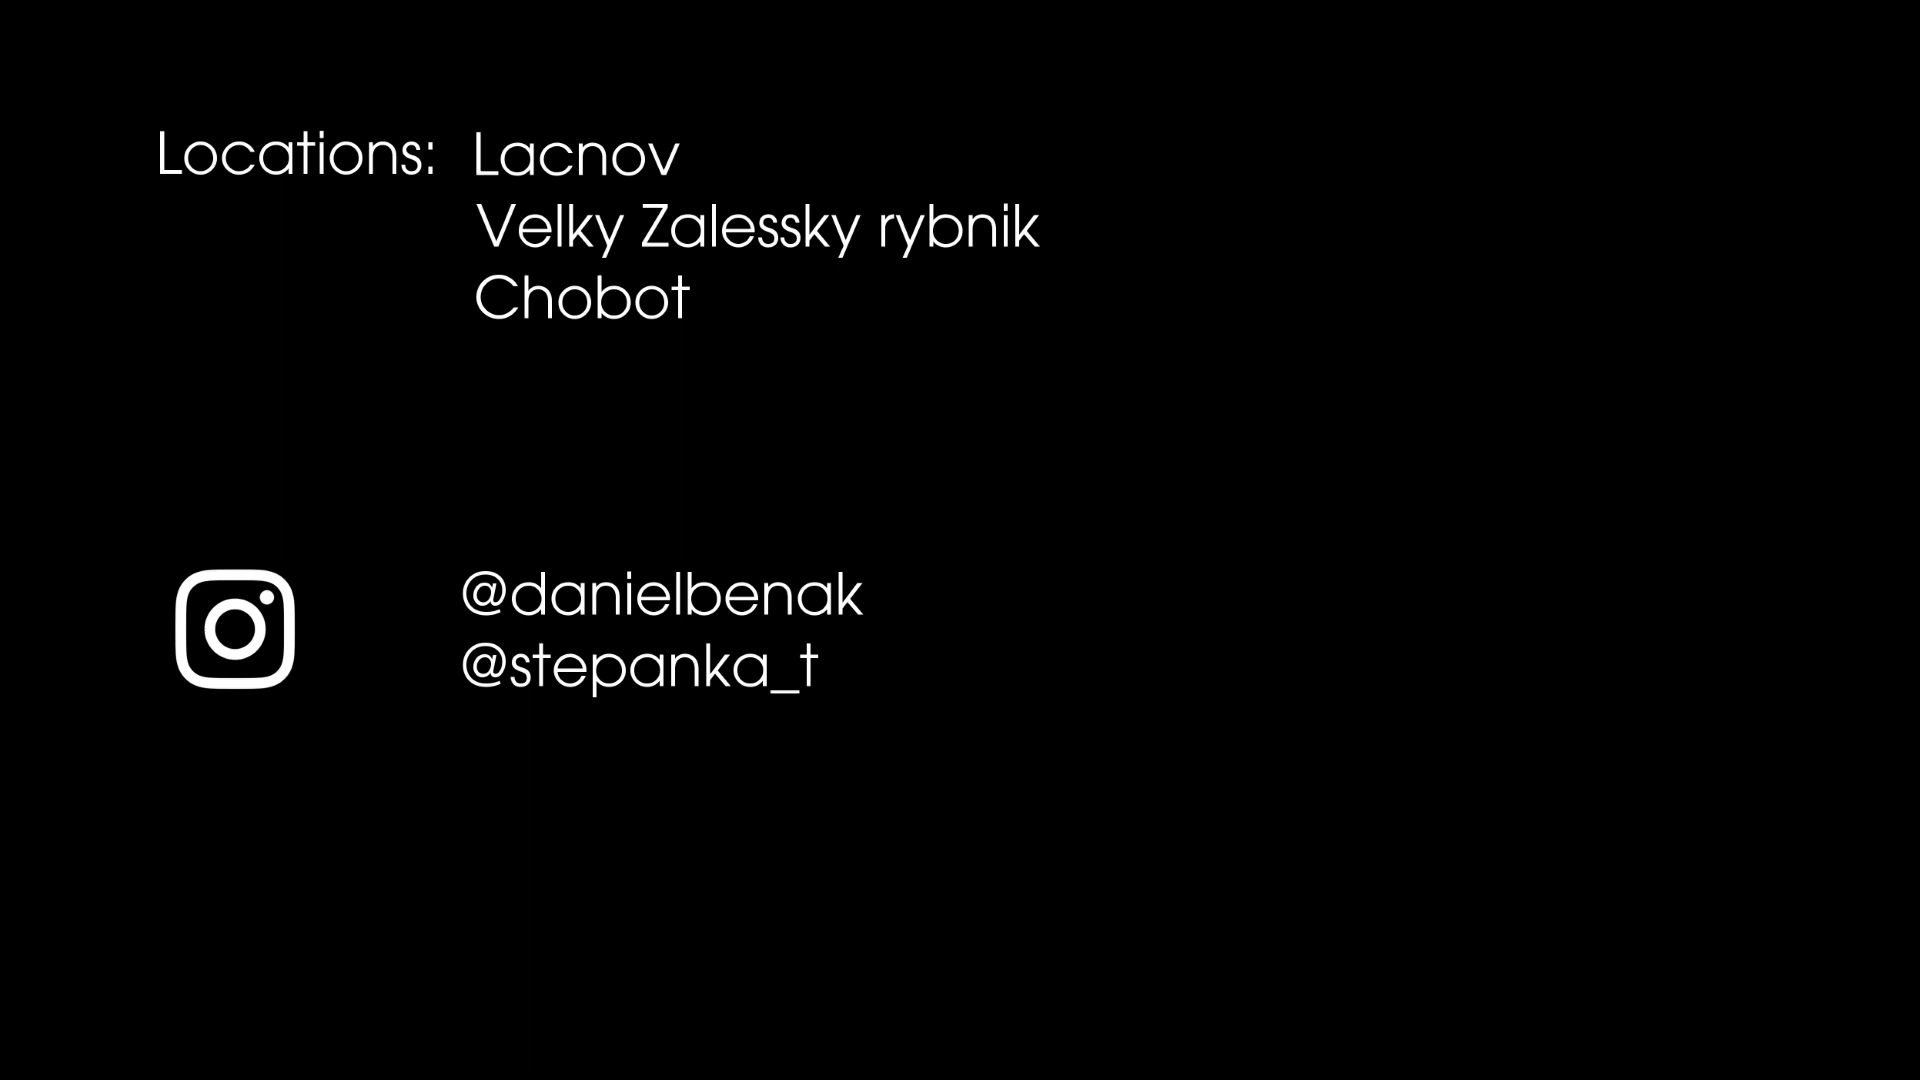 Locations: Lacnov
Velky Zalessky rybnik
Chobot
@danielbenak
@stepanka_t